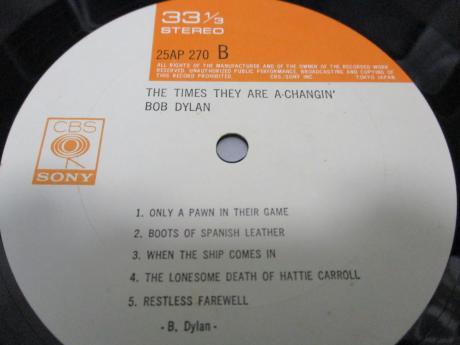 33 1/3
STEREO
25AP 270 B
ALL RIGHTS OF THE MANUFACTURER AND OF THE OWNER OF THE RECORDED WORK
RESERVED. UNAUTHORIZED PUBLIC PERFORMANCE, BROADCASTING AND COPYING OF
THIS RECORD PROHIBITED. CBS/SONY INC. TOKYO JAPAN
THE TIMES THEY ARE A-CHANGIN'
BOB DYLAN
CBS
SONY
1. ONLY A PAWN IN THEIR GAME
2. BOOTS OF SPANISH LEATHER
3. WHEN THE SHIP COMES IN
4. THE LONESOME DEATH OF HATTIE CARROLL
5. RESTLESS FAREWELL
- B. Dylan -